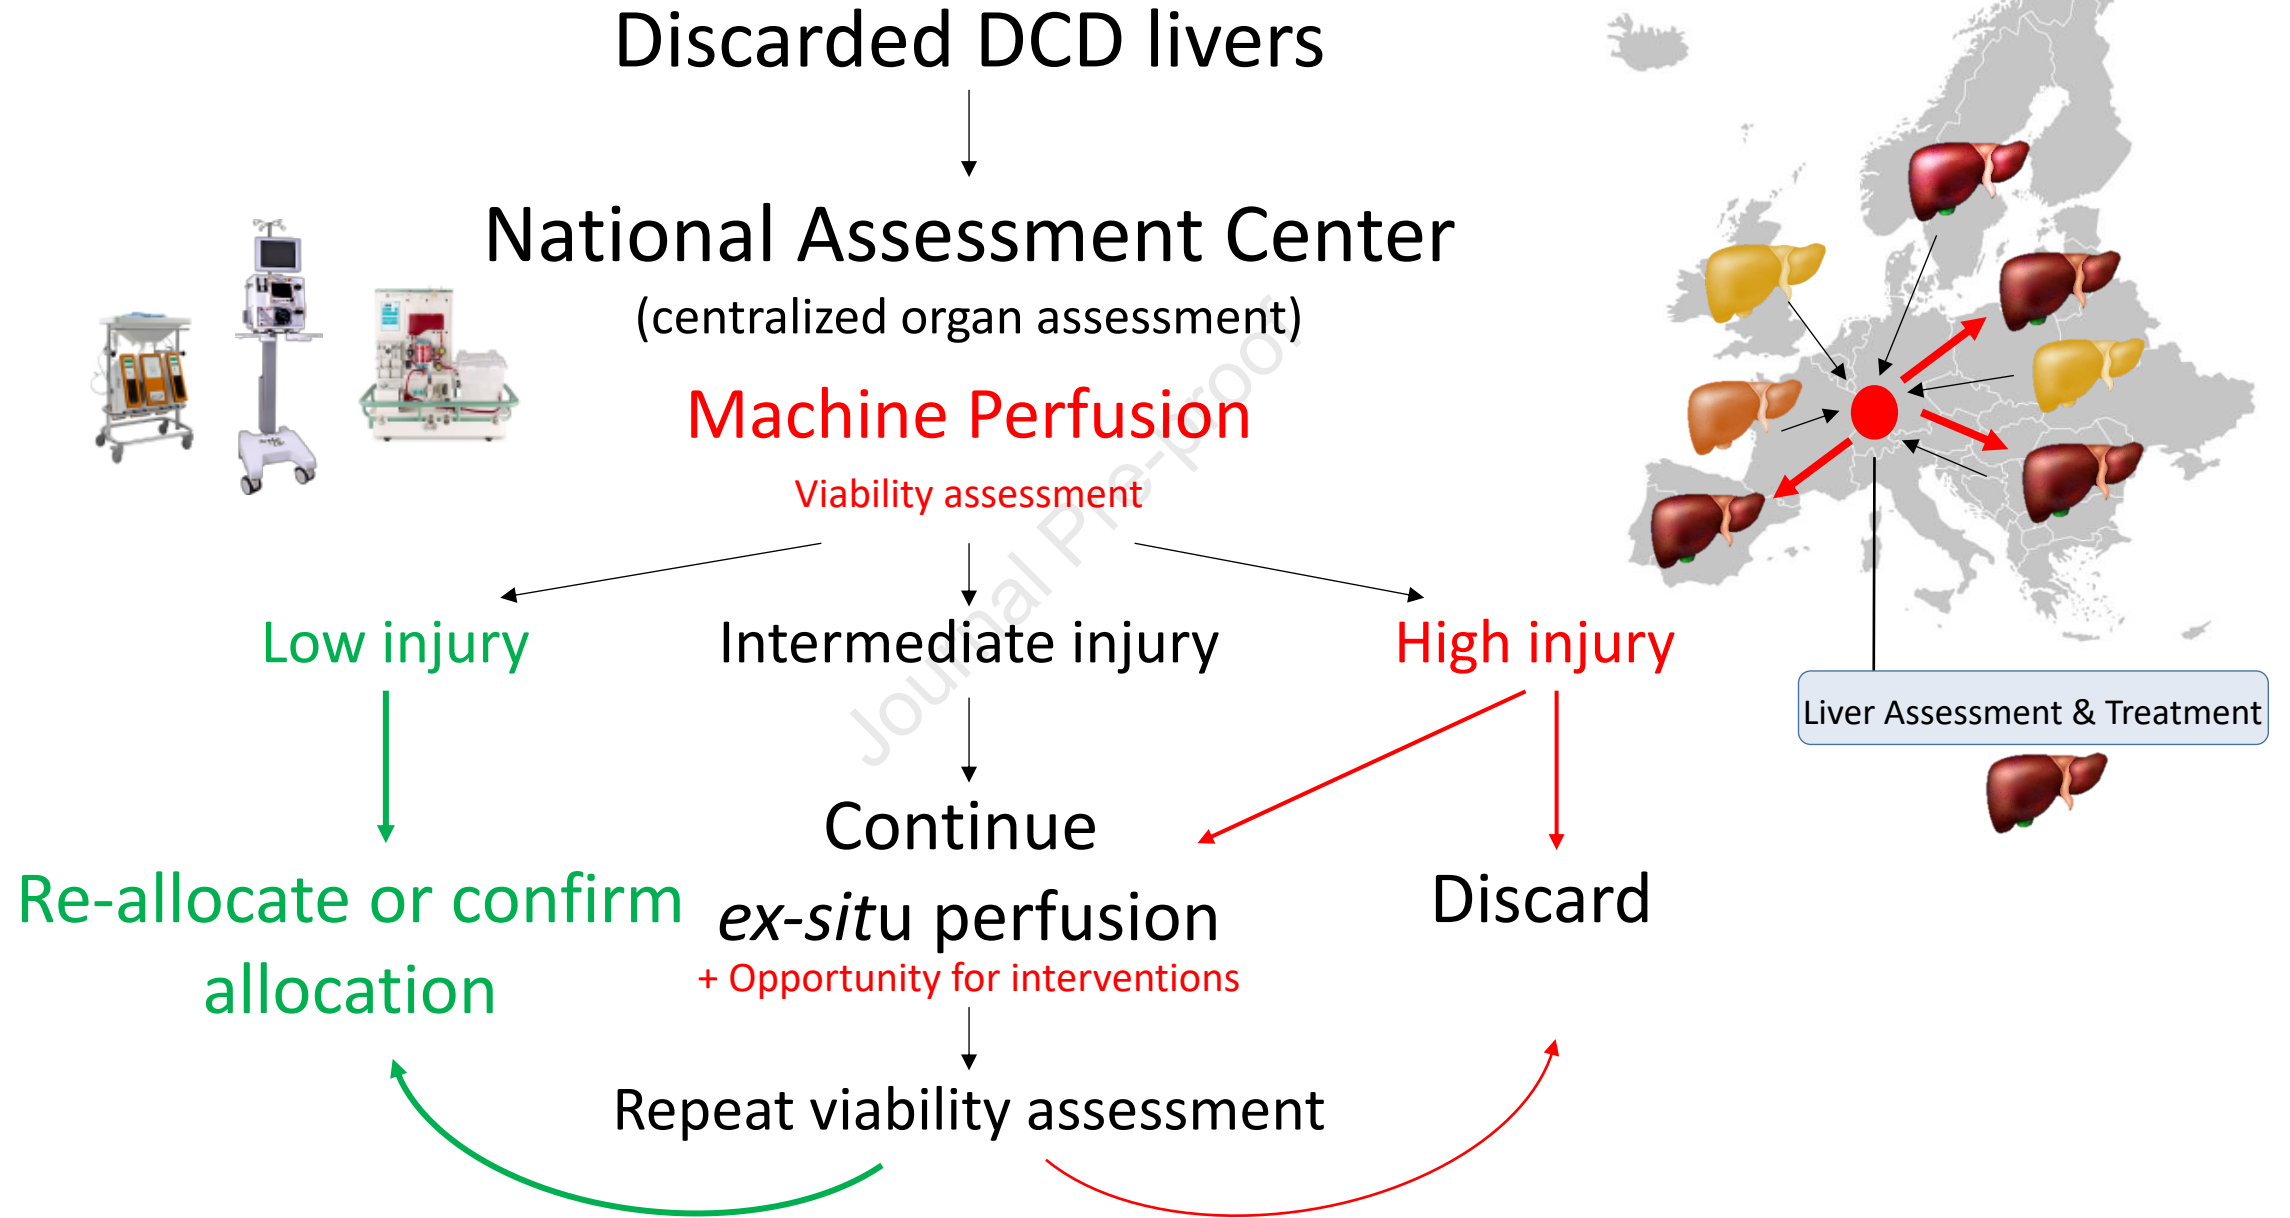 Discarded DCD livers
National Assessment Center
(centralized organ assessment)
Machine Perfusion
Viability assessment
Low injury
Intermediate injury
High injury
Re-allocate or confirm
allocation
Continue
ex-situ perfusion
+ Opportunity for interventions
Discard
Repeat viability assessment
Liver Assessment & Treatment
Journal Pre-proof